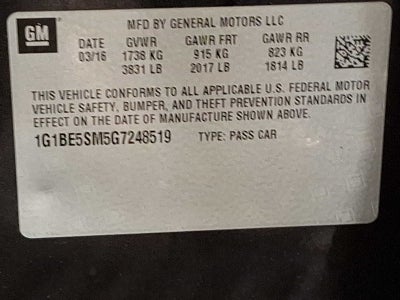 GM
MFD BY GENERAL MOTORS LLC
DATE GVWR GAWR FRT GAWR RR
03/16 1738 KG 915 KG 823 KG
3831 LB 2017 LB 1814 LB
THIS VEHICLE CONFORMS TO ALL APPLICABLE U.S. FEDERAL MOTOR
VEHICLE SAFETY, BUMPER, AND THEFT PREVENTION STANDARDS IN
EFFECT ON THE DATE OF MANUFACTURE SHOWN ABOVE.
1G1BE5SM5G7248519 TYPE: PASS CAR